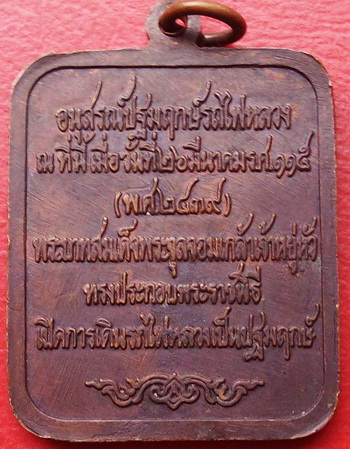 อนุสรณ์ปฐมฤกษ์รถไฟหลวง
ณ ที่นี้ เมื่อวันที่๒๖มีนาคมรศ๑๑๕
(พ.ศ๒๔๓๙)
พระบาทสมเด็จพระจุลจอมเกล้าเจ้าหยู่หัว
ทรงประกอบพระราชพิธี
เปิดการเดินรถไฟหลวงเป็นปฐมฤกษ์